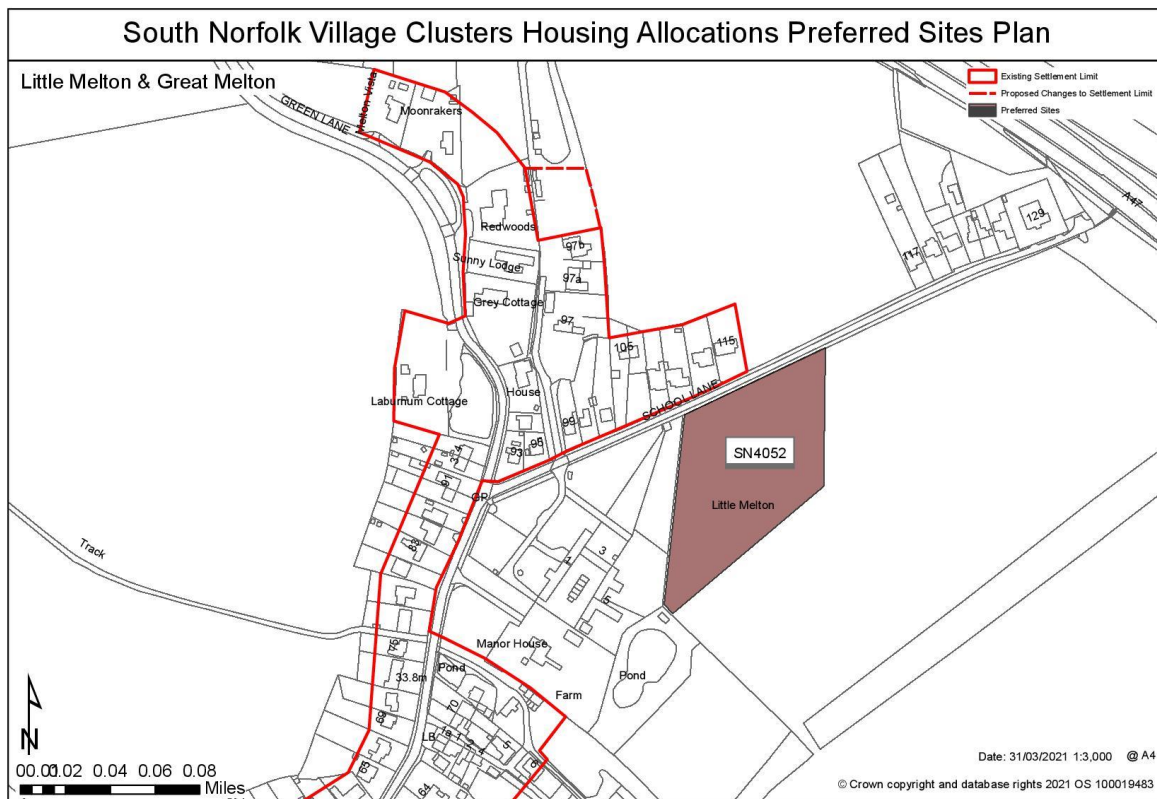 South Norfolk Village Clusters Housing Allocations Preferred Sites Plan
Little Melton & Great Melton
Existing Settlement Limit
Proposed Changes to Settlement Limit
Preferred Sites
Melton Vista
Moonrakers
GREEN LANE
A47
129
117
Redwoods
97b
Sunny Lodge
97a
Grey Cottage
97
105
115
SCHOOL LANE
House
Laburnum Cottage
99
95
93
91
GP
SN4052
Little Melton
83
Track
1
3
5
75
Manor House
Pond
Pond
33.8m
Farm
70
69
LB
1a
1
2
4
5
6
65
64
N
0.02
0.04
0.06
0.08
Miles
Date: 31/03/2021 1:3,000 @ A4
© Crown copyright and database rights 2021 OS 100019483